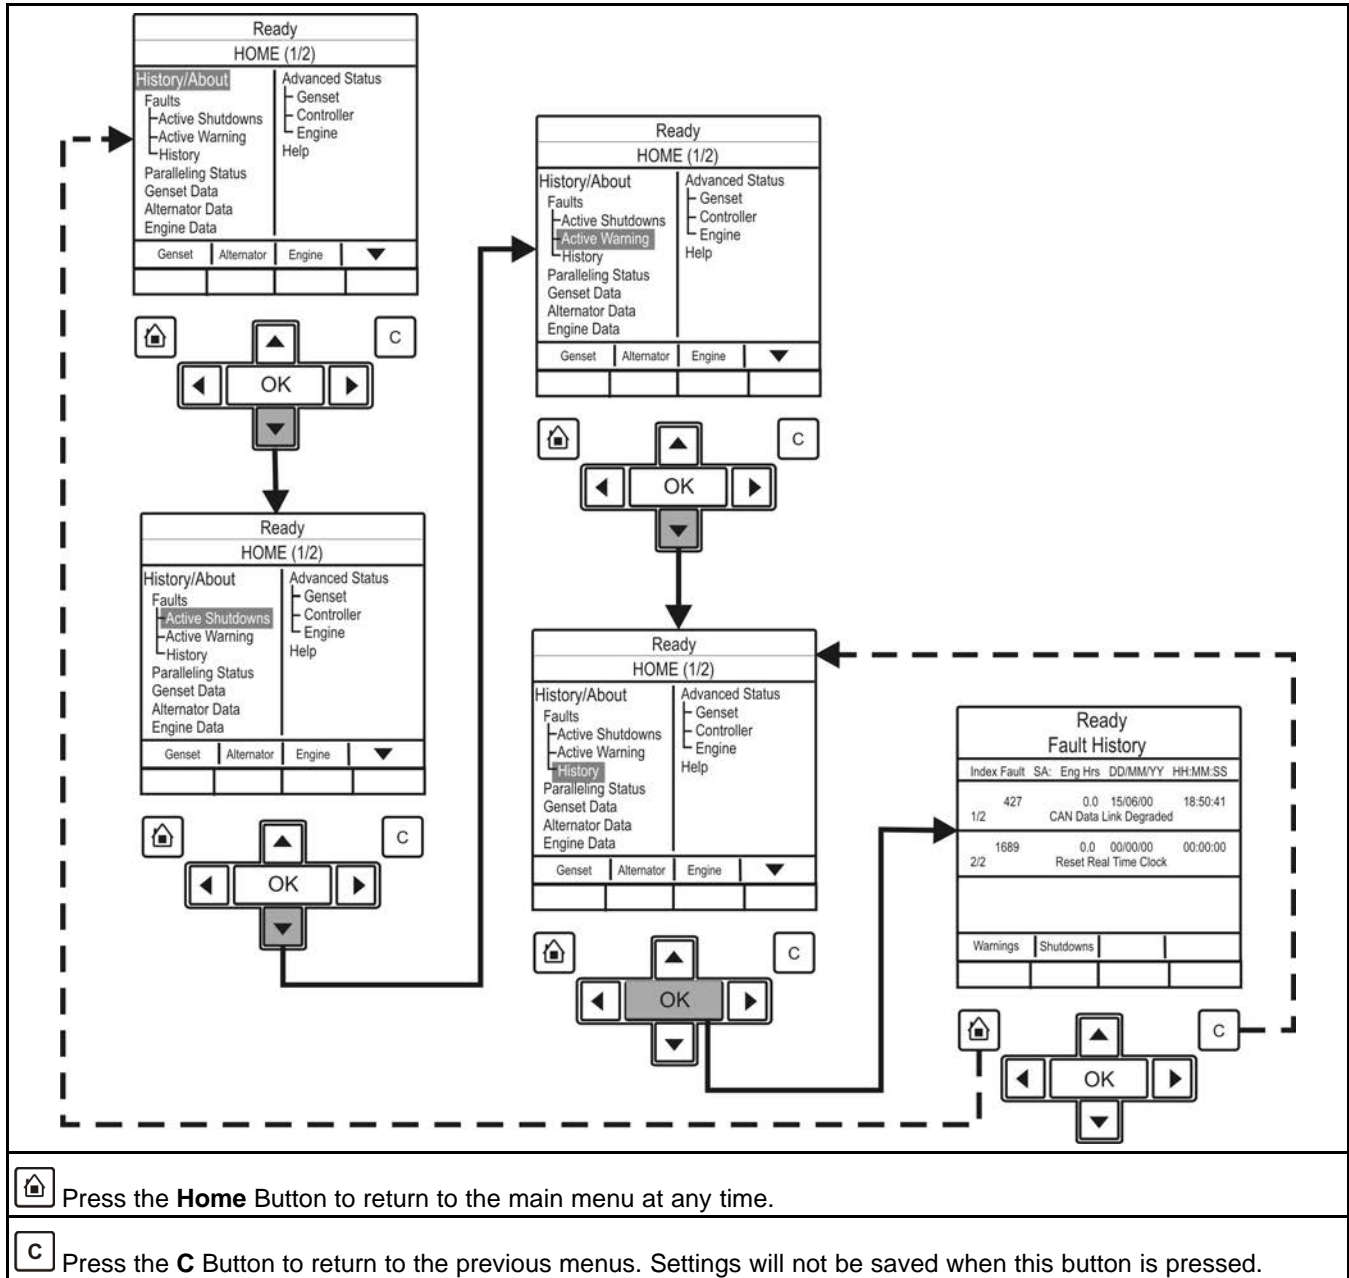 Ready
HOME (1/2)
History/About
Faults
Active Shutdowns
Active Warning
History
Paralleling Status
Genset Data
Alternator Data
Engine Data
Advanced Status
Genset
Controller
Engine
Help
Genset Alternator Engine
C
OK
Ready
HOME (1/2)
History/About
Faults
Active Shutdowns
Active Warning
History
Paralleling Status
Genset Data
Alternator Data
Engine Data
Advanced Status
Genset
Controller
Engine
Help
Genset Alternator Engine
C
OK
Ready
HOME (1/2)
History/About
Faults
Active Shutdowns
Active Warning
History
Paralleling Status
Genset Data
Alternator Data
Engine Data
Advanced Status
Genset
Controller
Engine
Help
Genset Alternator Engine
C
OK
Ready
HOME (1/2)
History/About
Faults
Active Shutdowns
Active Warning
History
Paralleling Status
Genset Data
Alternator Data
Engine Data
Advanced Status
Genset
Controller
Engine
Help
Genset Alternator Engine
C
OK
Ready
Fault History
Index Fault SA: Eng Hrs DD/MM/YY HH:MM:SS
427 0.0 15/06/00 18:50:41
1/2 CAN Data Link Degraded
1689 0.0 00/00/00 00:00:00
2/2 Reset Real Time Clock
Warnings Shutdowns
C
OK
Press the Home Button to return to the main menu at any time.
C Press the C Button to return to the previous menus. Settings will not be saved when this button is pressed.